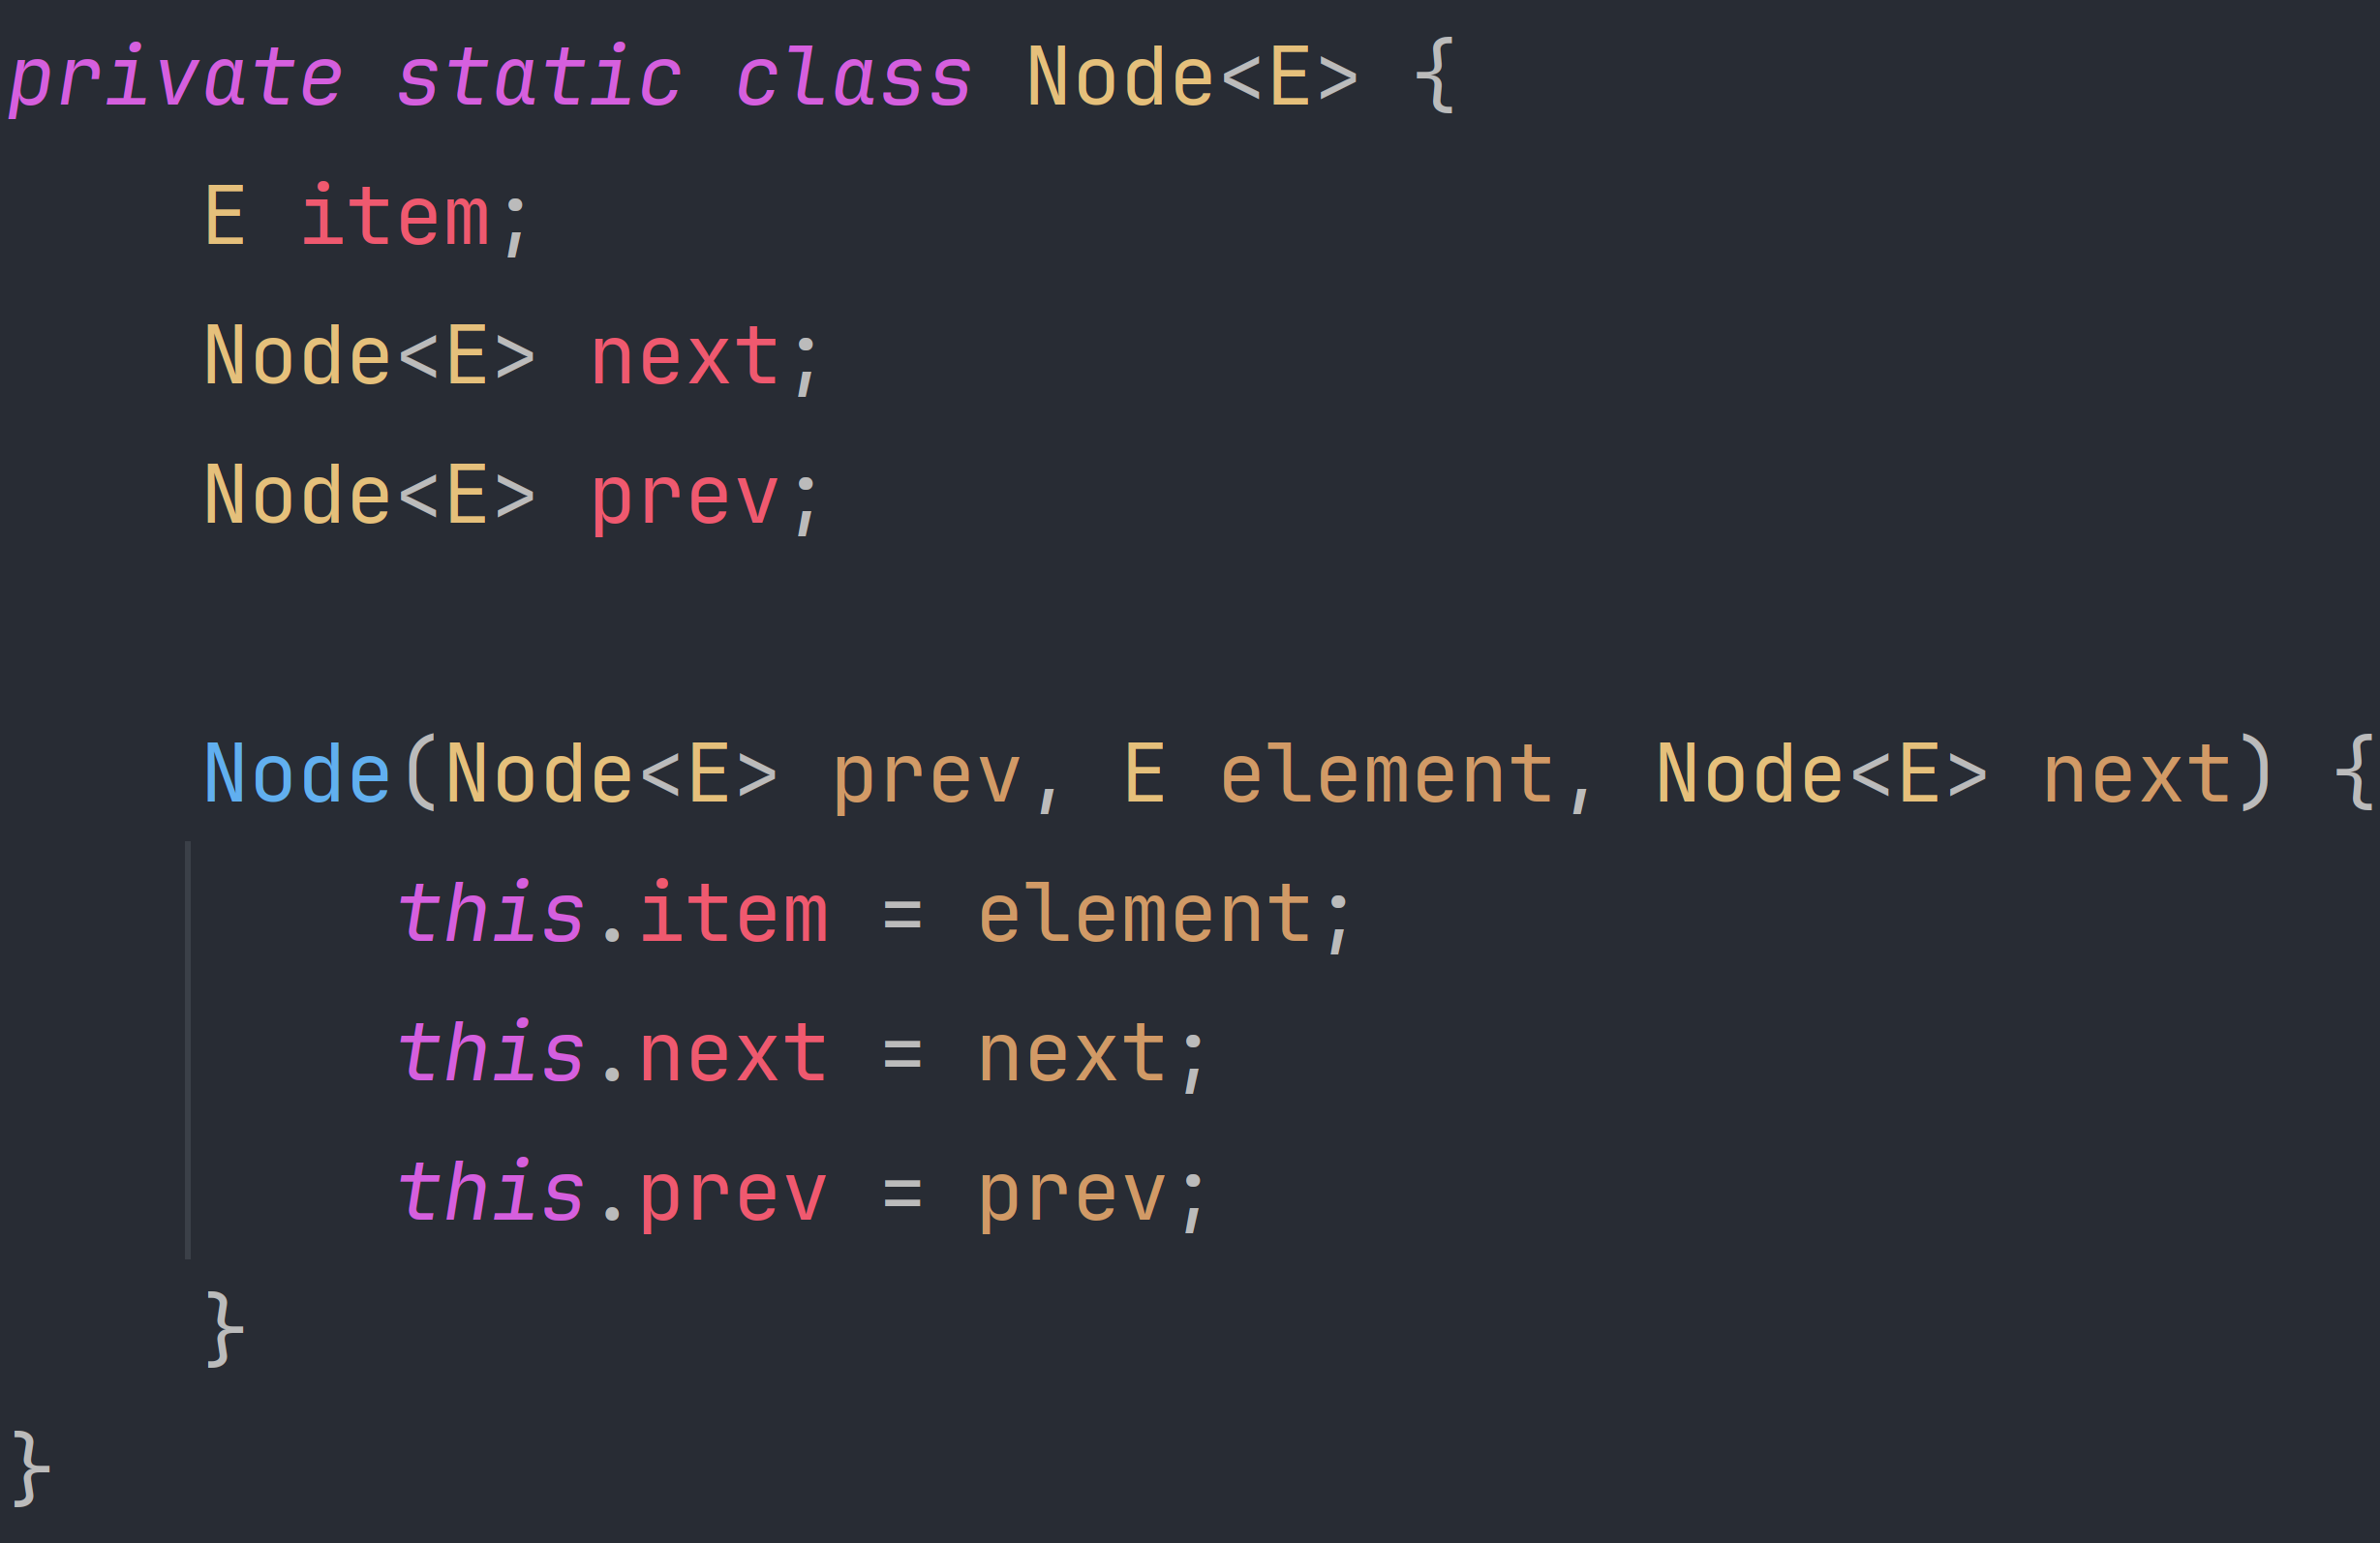 private static class Node<E> {
    E item;
    Node<E> next;
    Node<E> prev;

    Node(Node<E> prev, E element, Node<E> next) {
        this.item = element;
        this.next = next;
        this.prev = prev;
    }
}